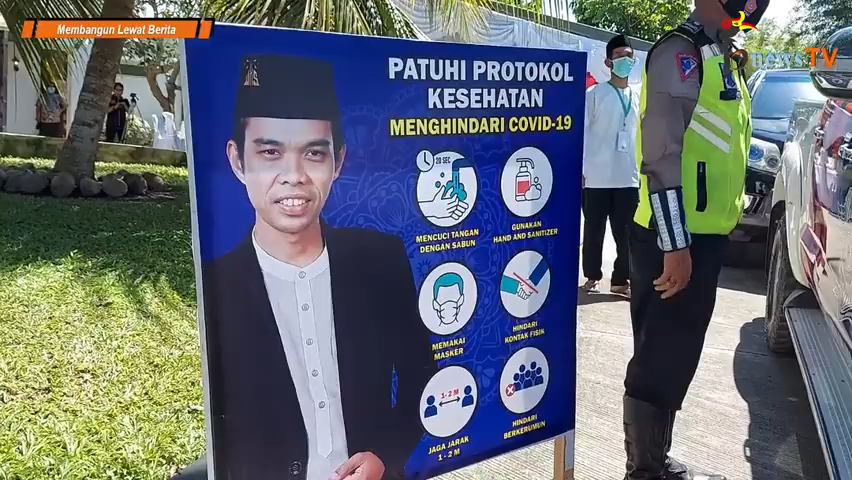 Membangun Lewat Berita
news TV
PATUHI PROTOKOL
KESEHATAN
MENGHINDARI COVID-19
20 SEC
MENCUCI TANGAN
DENGAN SABUN
GUNAKAN
HAND AND SANITIZER
MEMAKAI
MASKER
HINDARI
KONTAK FISIK
1-2 M
JAGA JARAK
1 - 2 M
HINDARI
BERKERUMUN